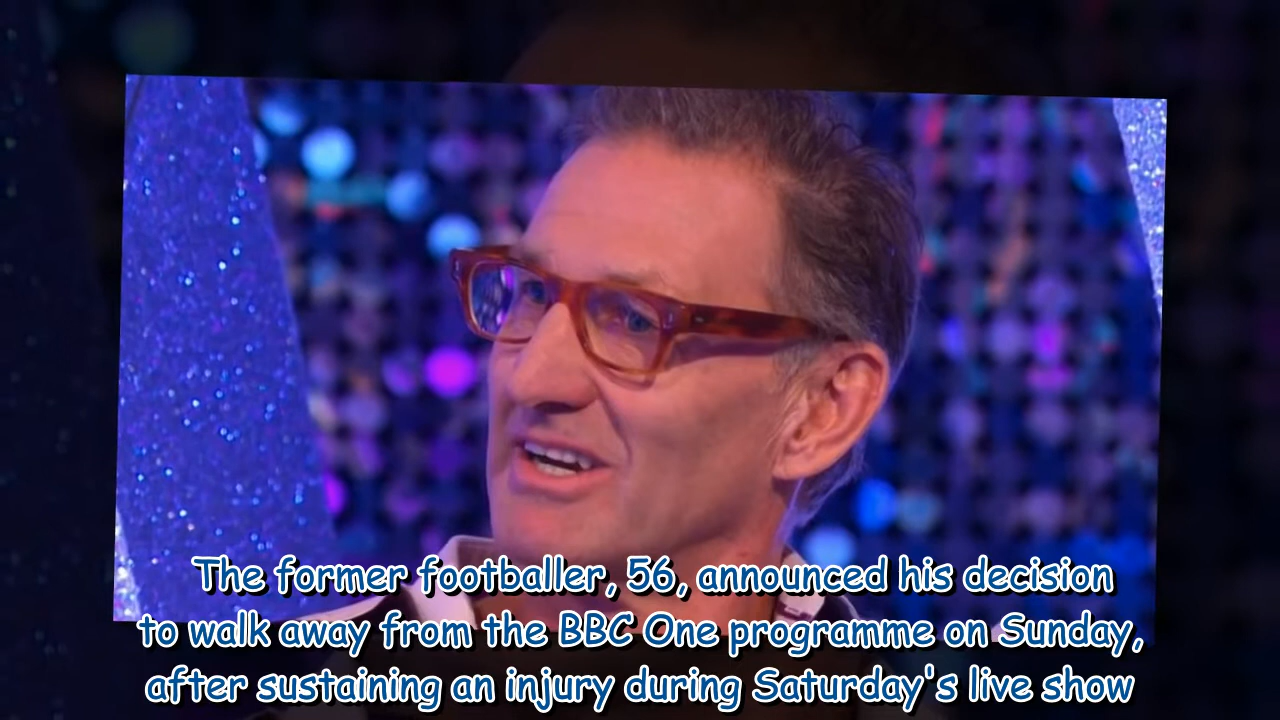 The former footballer, 56, announced his decision
to walk away from the BBC One programme on Sunday,
after sustaining an injury during Saturday's live show